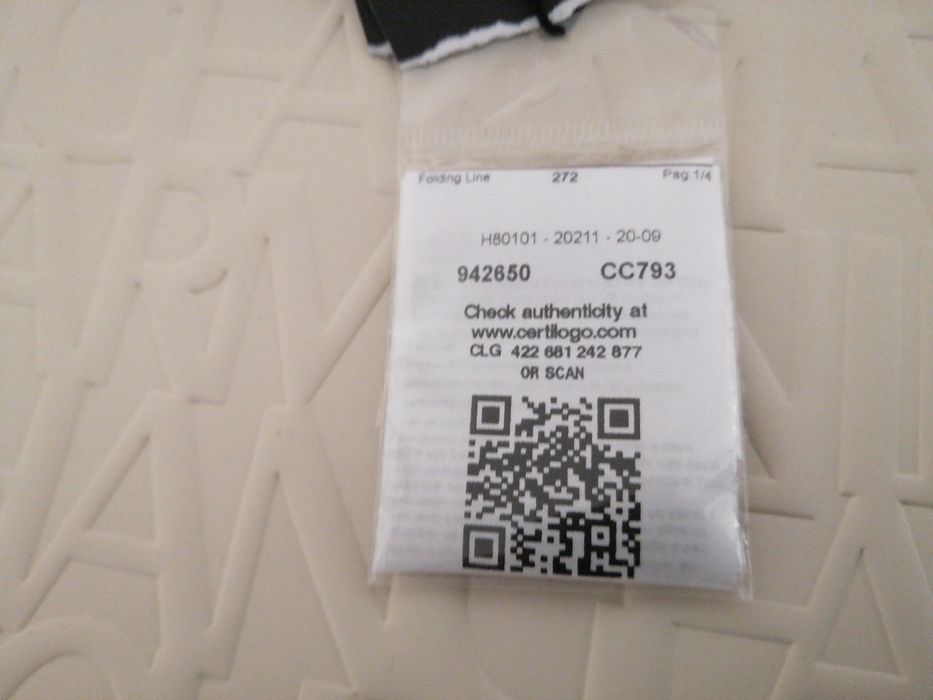 Folding Line 272 Pag 1/4
H80101 - 20211 - 20-09
942650 CC793
Check authenticity at
www.certilogo.com
CLG 422 681 242 877
OR SCAN